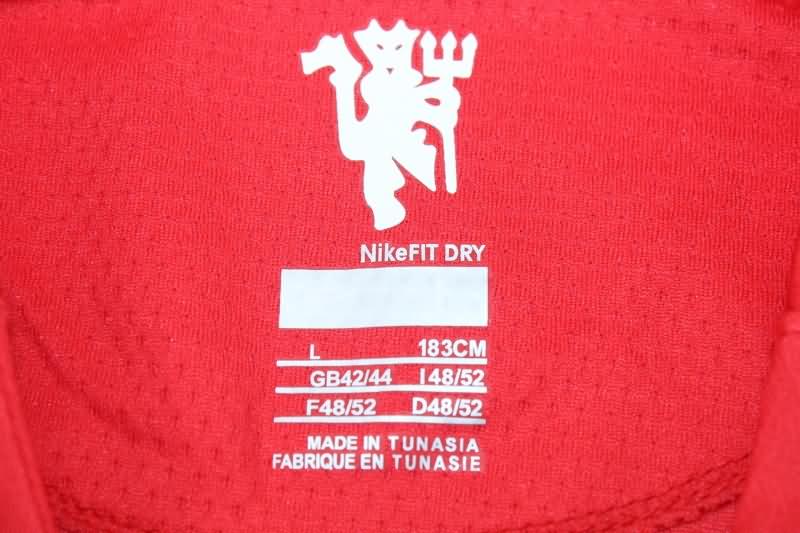 NikeFIT DRY
L 183CM
GB42/44 I48/52
F48/52 D48/52
MADE IN TUNASIA
FABRIQUE EN TUNASIE